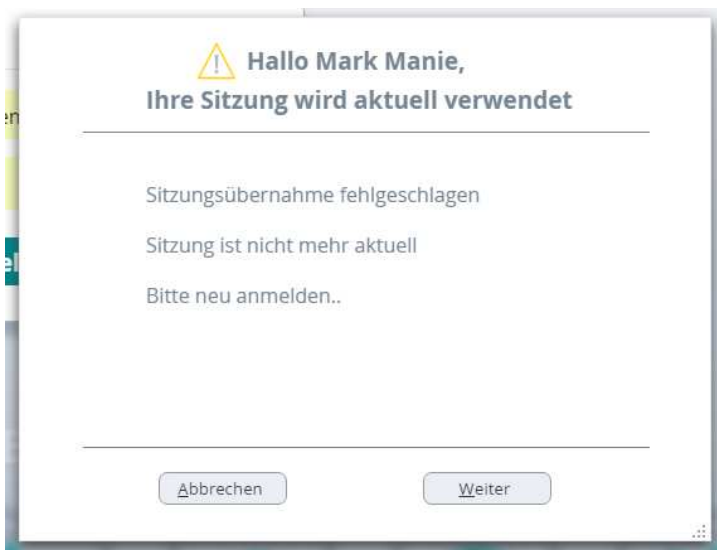 Hallo Mark Manie,
Ihre Sitzung wird aktuell verwendet
Sitzungsübernahme fehlgeschlagen
Sitzung ist nicht mehr aktuell
Bitte neu anmelden..
Abbrechen
Weiter